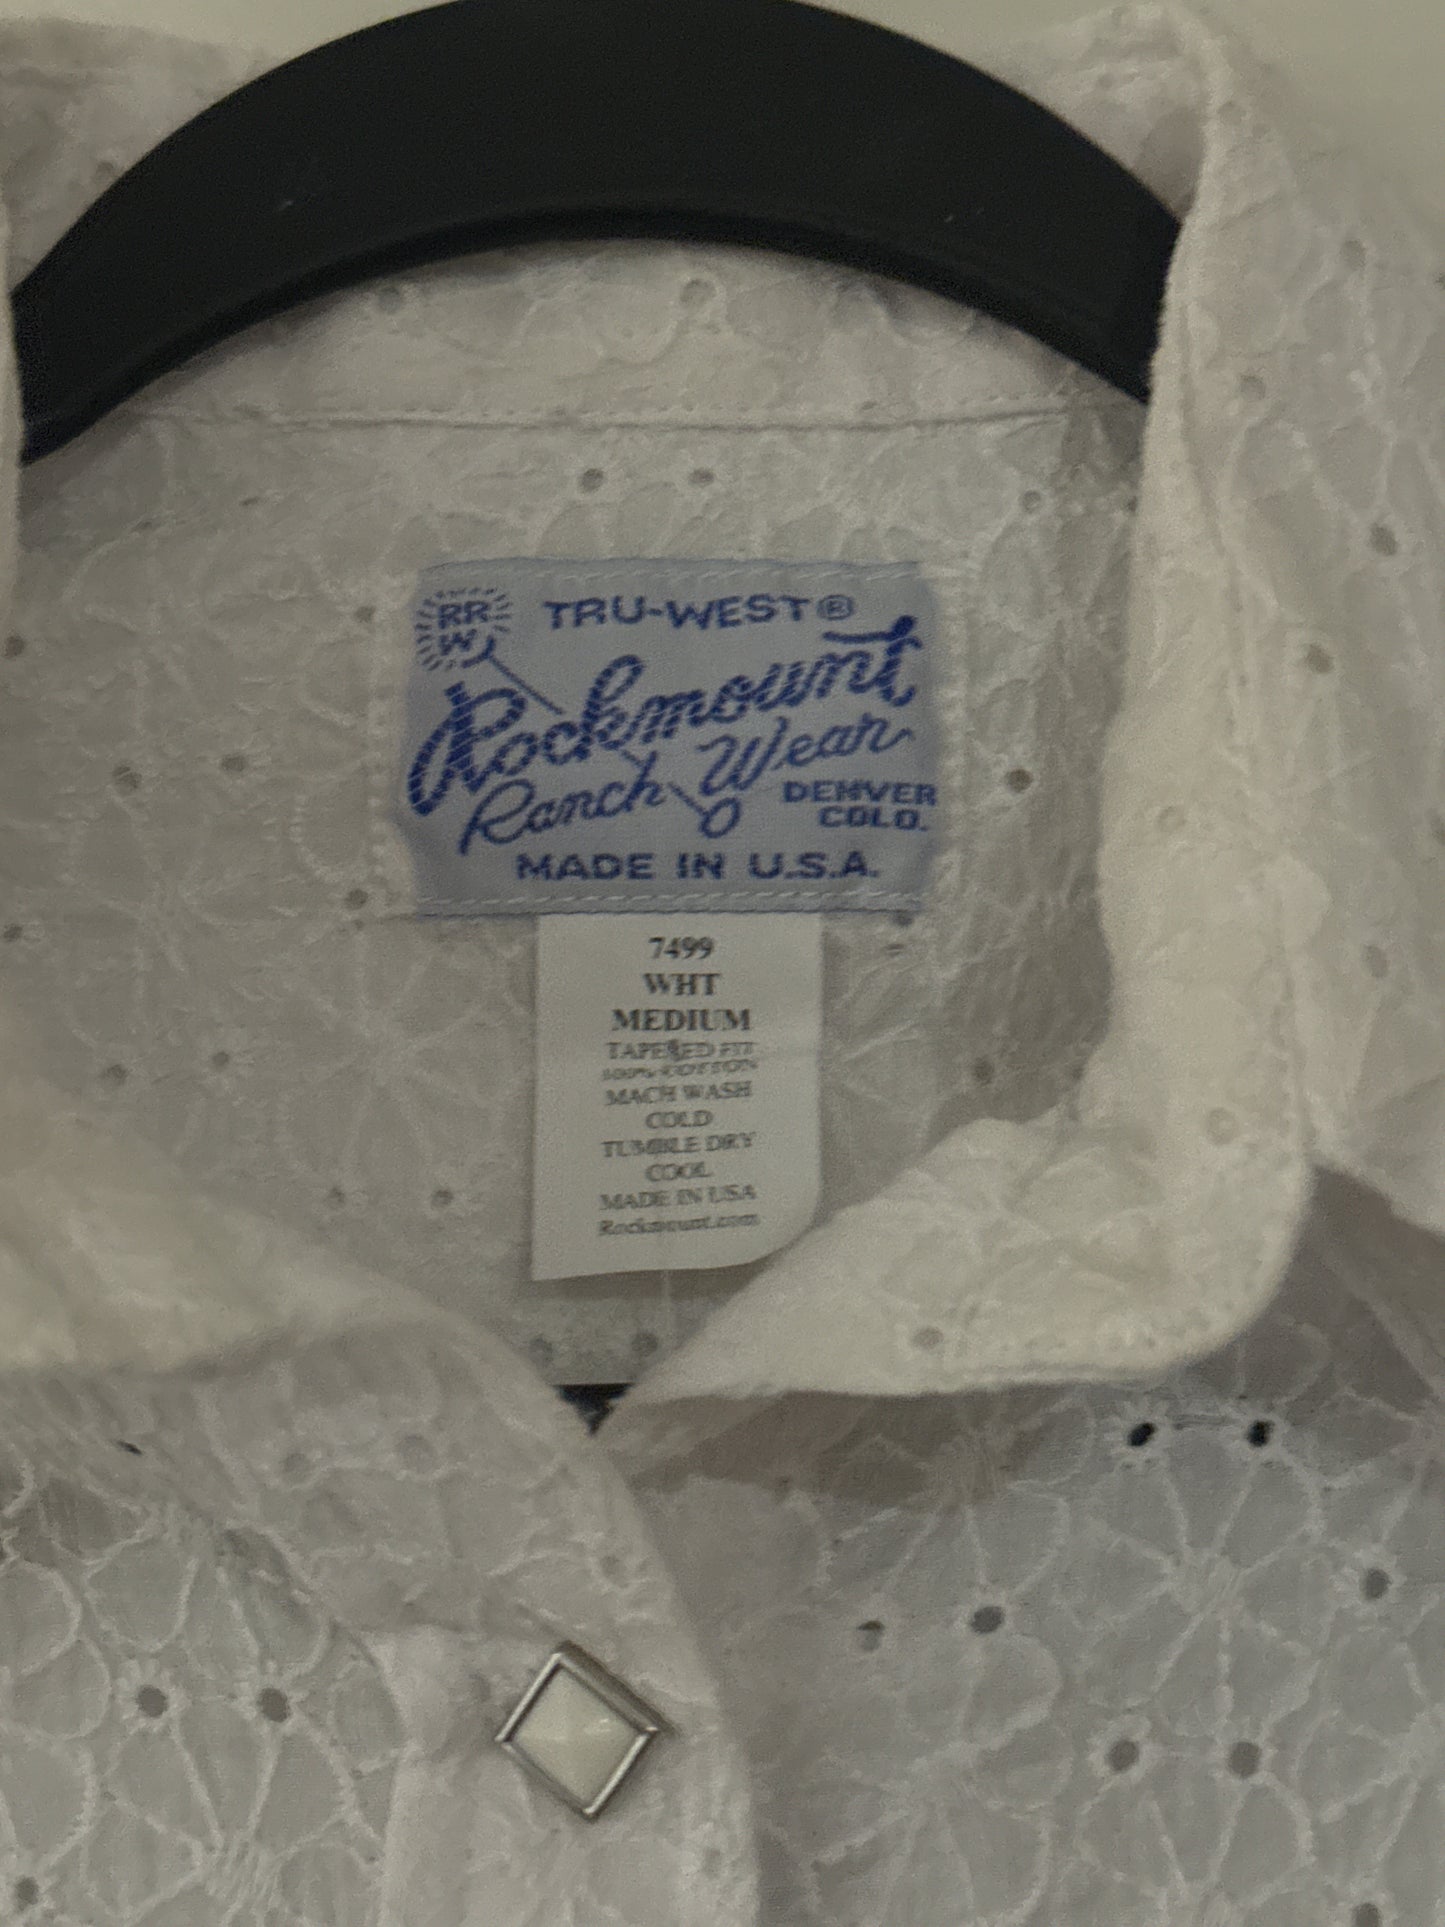 RR
W
TRU-WEST®
Rockmount
Ranch Wear
DENVER
COLO.
MADE IN U.S.A.
7499
WHT
MEDIUM
TAPERED FIT
100% COTTON
MACH WASH
COLD
TUMBLE DRY
COOL
MADE IN USA
Rockmount.com